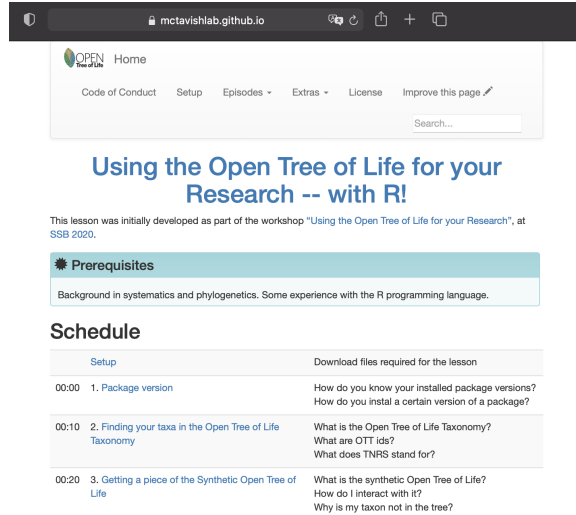 mctavishlab.github.io
OPEN
Tree of Life
Home
Code of Conduct Setup Episodes Extras License Improve this page
Search...
Using the Open Tree of Life for your
Research -- with R!
This lesson was initially developed as part of the workshop “Using the Open Tree of Life for your Research”, at
SSB 2020.
Prerequisites
Background in systematics and phylogenetics. Some experience with the R programming language.
Schedule
Setup Download files required for the lesson
00:00 1. Package version How do you know your installed package versions?
How do you instal a certain version of a package?
00:10 2. Finding your taxa in the Open Tree of Life What is the Open Tree of Life Taxonomy?
Taxonomy What are OTT ids?
What does TNRS stand for?
00:20 3. Getting a piece of the Synthetic Open Tree of What is the synthetic Open Tree of Life?
Life How do I interact with it?
Why is my taxon not in the tree?